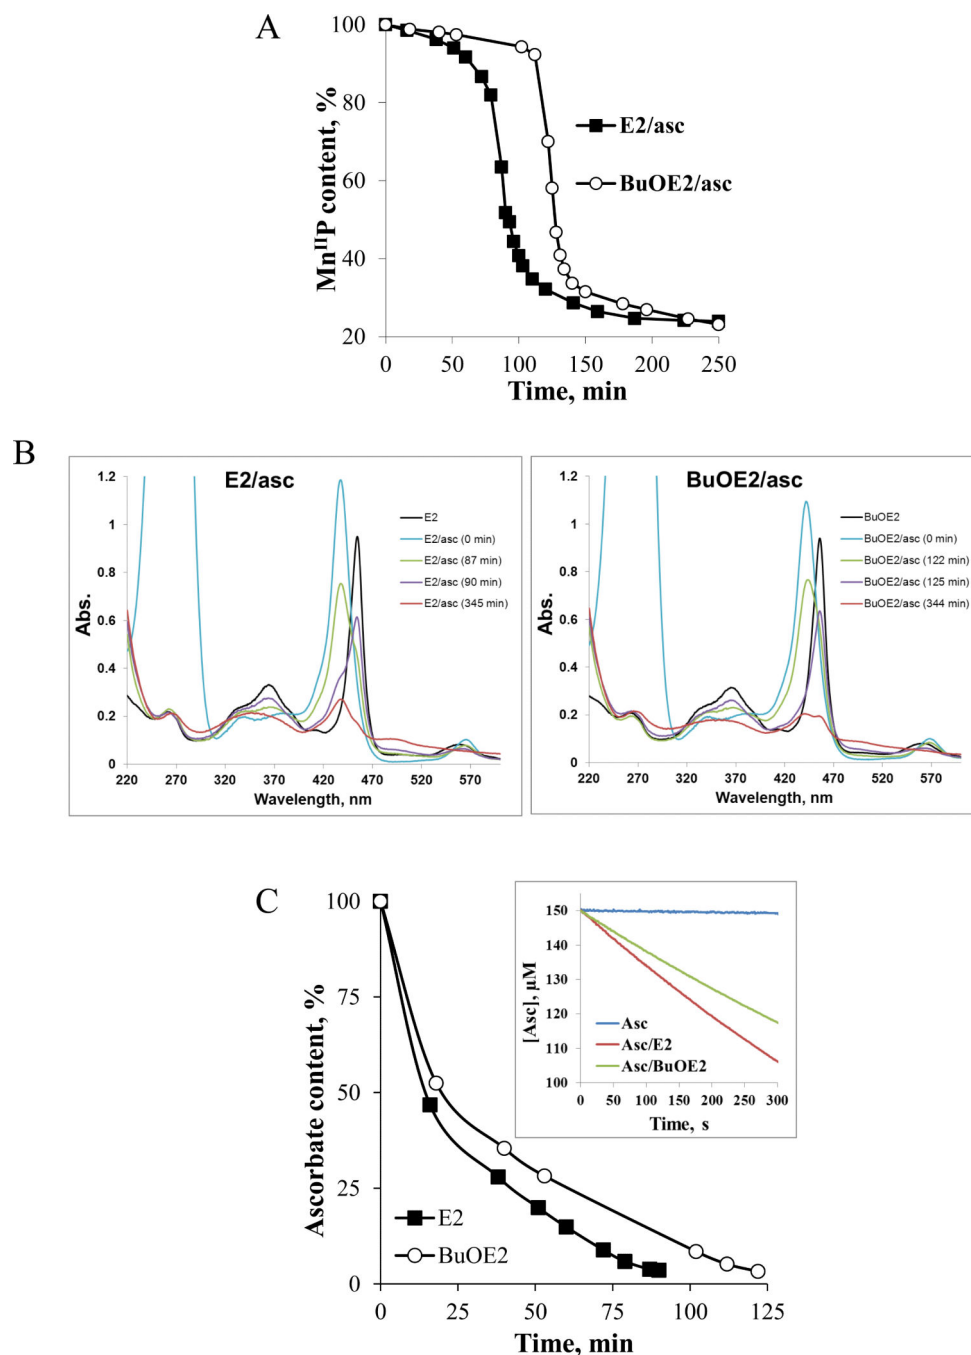 A
100
80
60
40
20
MnᴵᴵP content, %
E2/asc
BuOE2/asc
0 50 100 150 200 250
Time, min
B
E2/asc
1.2
1
0.8
0.6
0.4
0.2
0
Abs.
E2
E2/asc (0 min)
E2/asc (87 min)
E2/asc (90 min)
E2/asc (345 min)
220 270 320 370 420 470 520 570
Wavelength, nm
BuOE2/asc
1.2
1
0.8
0.6
0.4
0.2
0
Abs.
BuOE2
BuOE2/asc (0 min)
BuOE2/asc (122 min)
BuOE2/asc (125 min)
BuOE2/asc (344 min)
220 270 320 370 420 470 520 570
Wavelength, nm
C
100
75
50
25
0
Ascorbate content, %
E2
BuOE2
0 25 50 75 100 125
Time, min
150
140
130
120
110
100
[Asc], µM
Asc
Asc/E2
Asc/BuOE2
0 50 100 150 200 250 300
Time, s